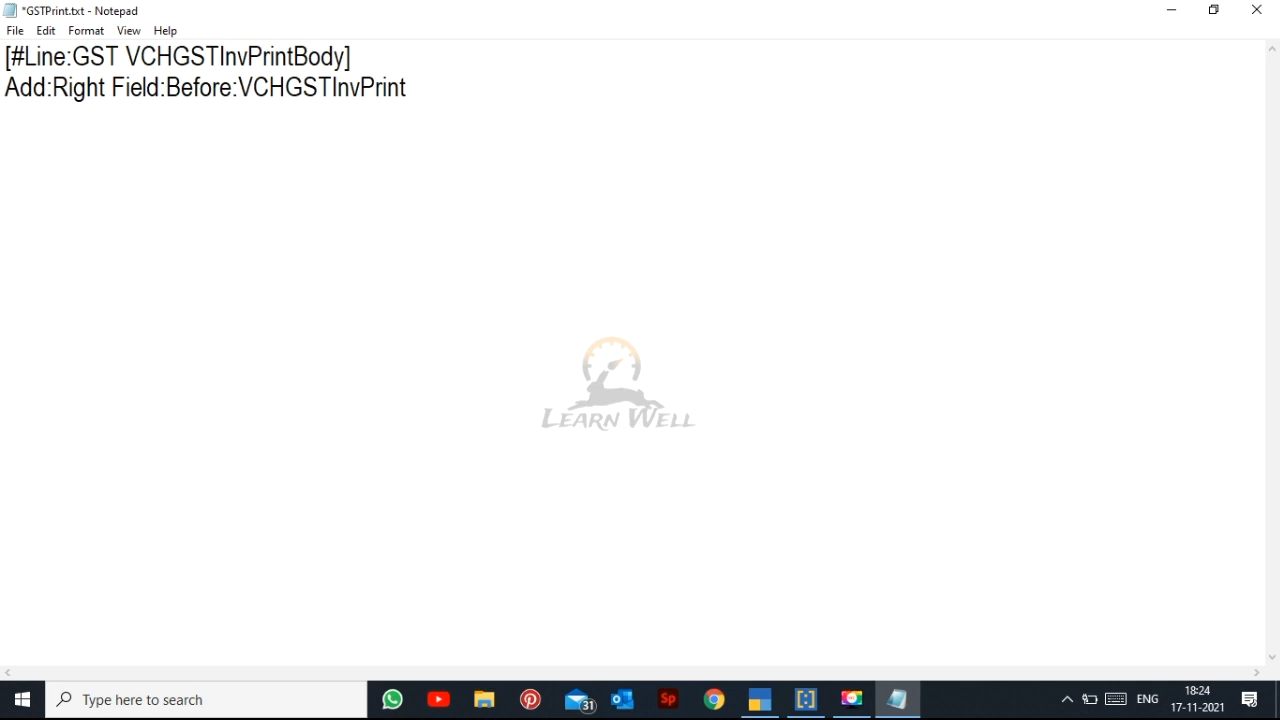 *GSTPrint.txt - Notepad
File Edit Format View Help
[#Line:GST VCHGSTInvPrintBody]
Add:Right Field:Before:VCHGSTInvPrint
LEARN WELL
Type here to search
31
Sp
[:]
ENG
18:24
17-11-2021